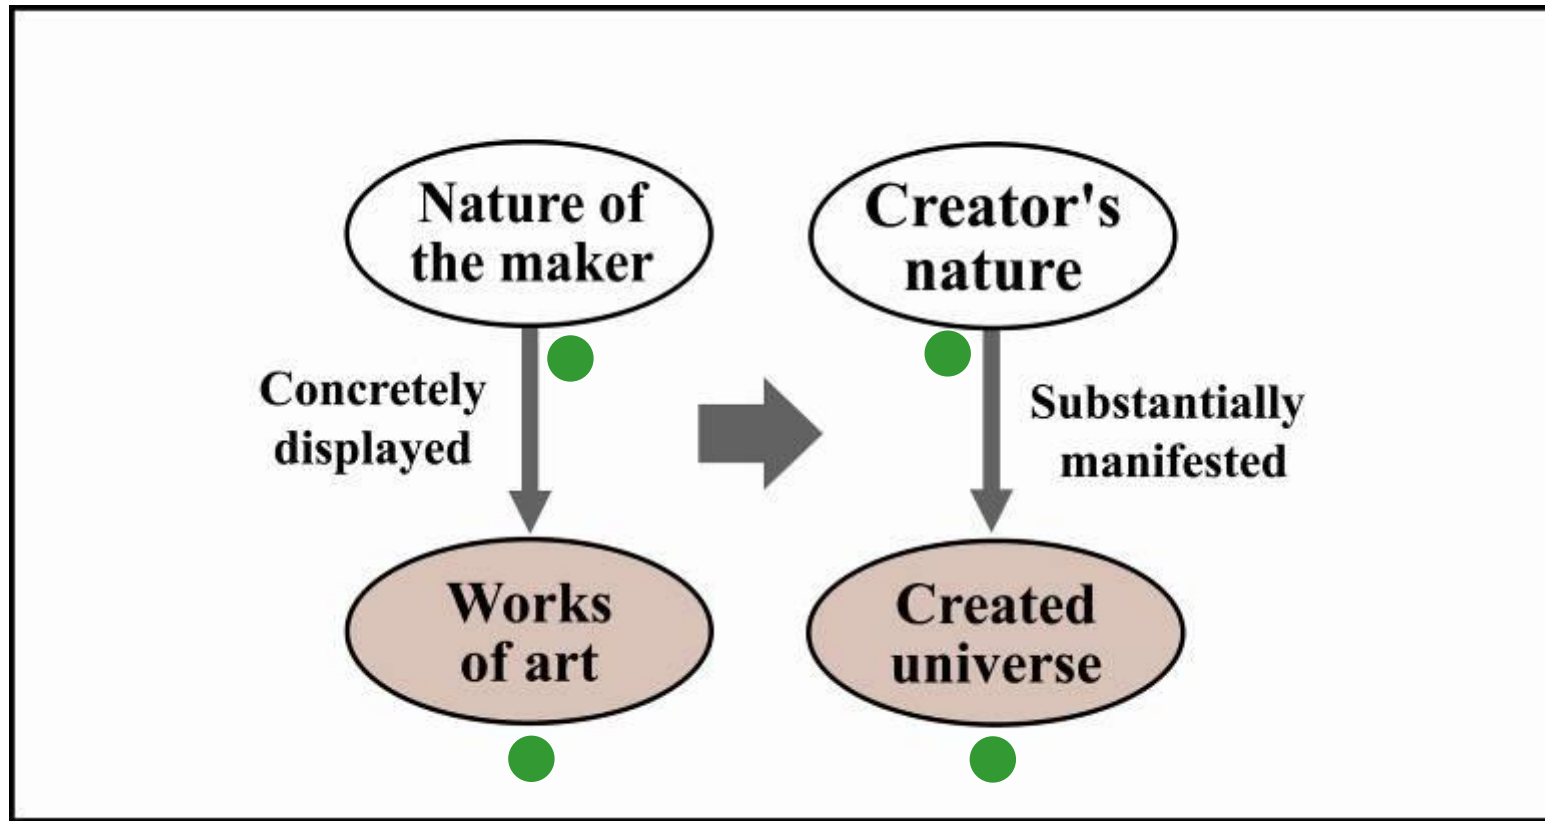 Nature of
the maker
Concretely
displayed
Works
of art
Creator's
nature
Substantially
manifested
Created
universe